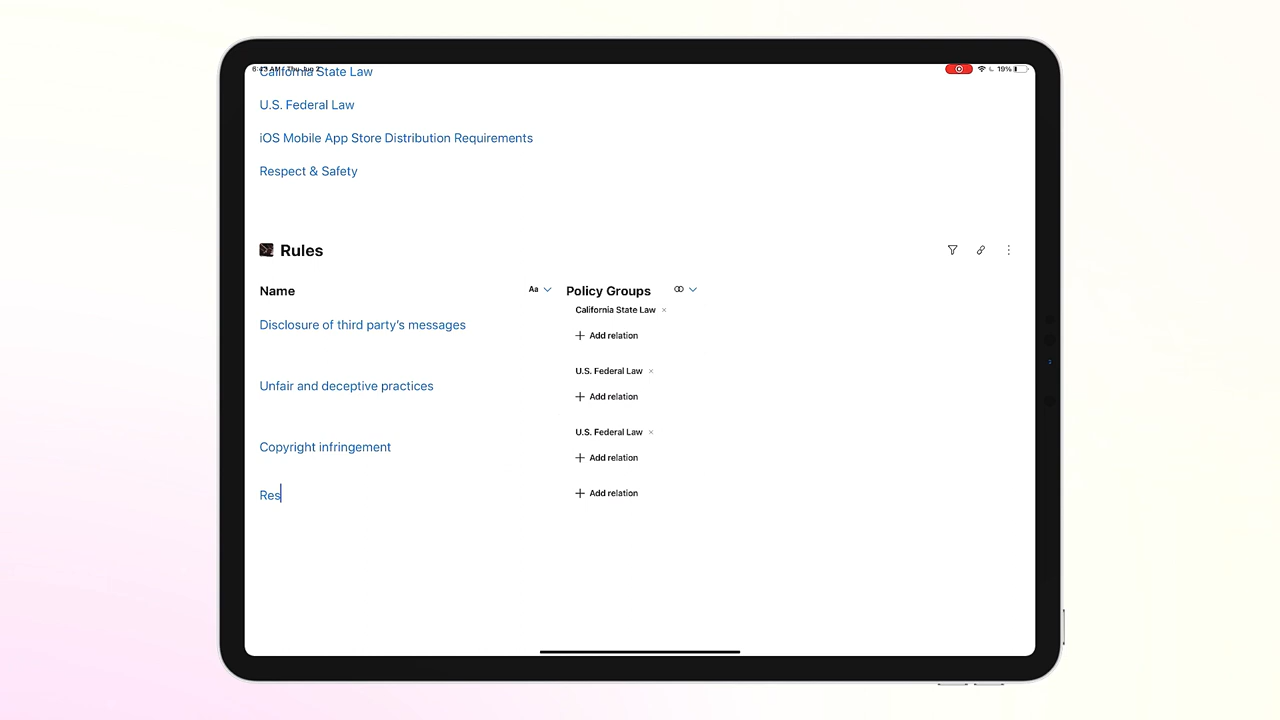 California State Law
19%
U.S. Federal Law
iOS Mobile App Store Distribution Requirements
Respect & Safety
Rules
Name Aa Policy Groups
California State Law ×
Disclosure of third party’s messages
+ Add relation
U.S. Federal Law ×
Unfair and deceptive practices
+ Add relation
U.S. Federal Law ×
Copyright infringement
+ Add relation
Res
+ Add relation